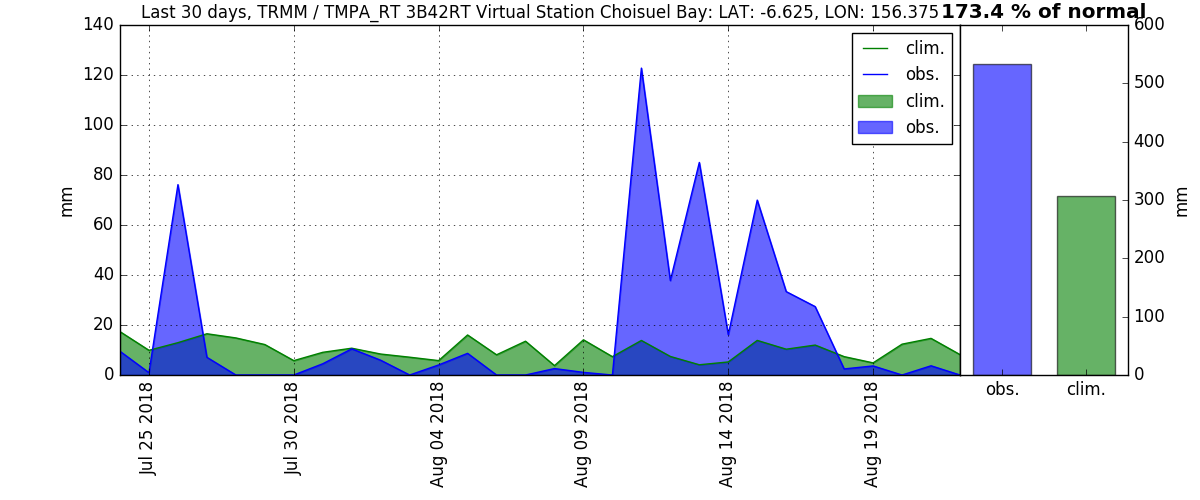 Last 30 days, TRMM / TMPA_RT 3B42RT Virtual Station Choisuel Bay: LAT: -6.625, LON: 156.375
173.4 % of normal
140
120
100
80
60
40
20
0
mm
clim.
obs.
clim.
obs.
Jul 25 2018
Jul 30 2018
Aug 04 2018
Aug 09 2018
Aug 14 2018
Aug 19 2018
600
500
400
300
200
100
0
mm
obs.
clim.